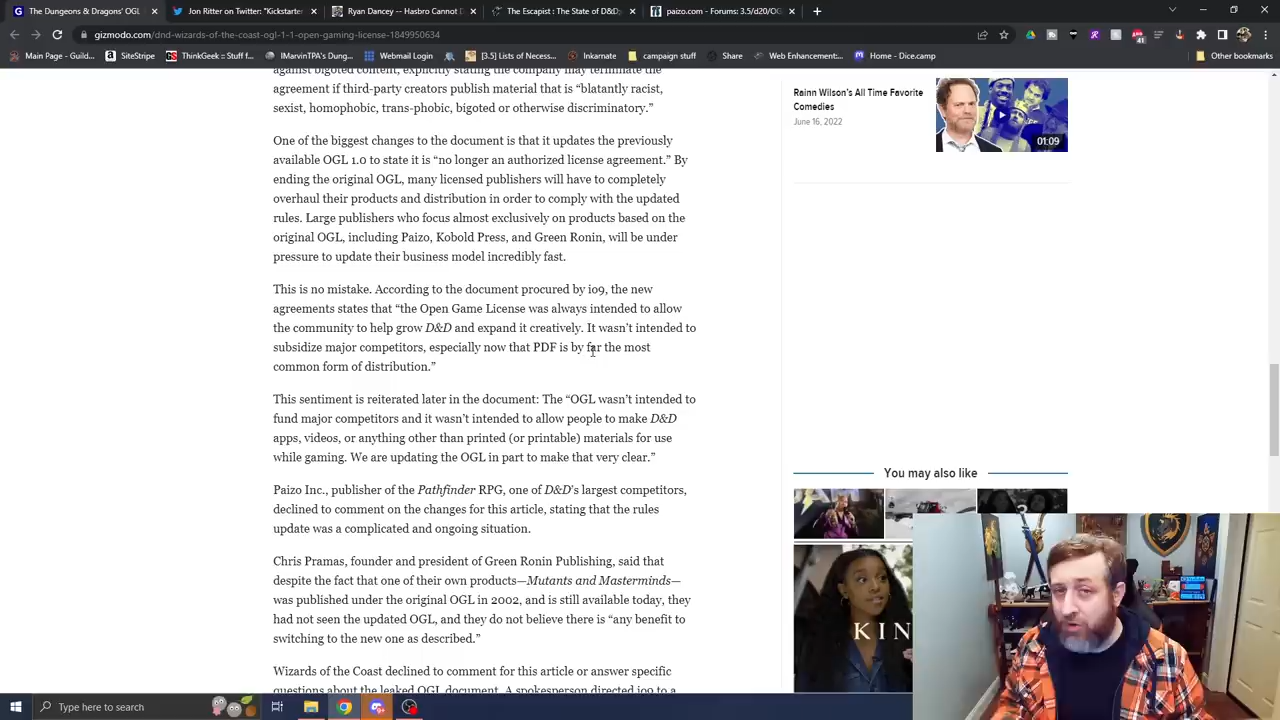 The Dungeons & Dragons OGL
Jon Ritter on Twitter: "Kickstarter
Ryan Dancey -- Hasbro Cannot D
The Escapist : The State of D&D:
paizo.com - Forums: 3.5/d20/OG
gizmodo.com/dnd-wizards-of-the-coast-ogl-1-1-open-gaming-license-1849950634
41
Main Page - Guild...
SiteStripe
ThinkGeek :: Stuff f...
IMarvinTPA's Dung...
Webmail Login
[3.5] Lists of Necess...
Inkarnate
campaign stuff
Share
Web Enhancement:...
Home - Dice.camp
Other bookmarks
against bigoted content, explicitly stating the company may terminate the
agreement if third-party creators publish material that is “blatantly racist,
sexist, homophobic, trans-phobic, bigoted or otherwise discriminatory.”
One of the biggest changes to the document is that it updates the previously
available OGL 1.0 to state it is “no longer an authorized license agreement.” By
ending the original OGL, many licensed publishers will have to completely
overhaul their products and distribution in order to comply with the updated
rules. Large publishers who focus almost exclusively on products based on the
original OGL, including Paizo, Kobold Press, and Green Ronin, will be under
pressure to update their business model incredibly fast.
This is no mistake. According to the document procured by io9, the new
agreements states that “the Open Game License was always intended to allow
the community to help grow D&D and expand it creatively. It wasn’t intended to
subsidize major competitors, especially now that PDF is by far the most
common form of distribution.”
This sentiment is reiterated later in the document: The “OGL wasn’t intended to
fund major competitors and it wasn’t intended to allow people to make D&D
apps, videos, or anything other than printed (or printable) materials for use
while gaming. We are updating the OGL in part to make that very clear.”
Paizo Inc., publisher of the Pathfinder RPG, one of D&D’s largest competitors,
declined to comment on the changes for this article, stating that the rules
update was a complicated and ongoing situation.
Chris Pramas, founder and president of Green Ronin Publishing, said that
despite the fact that one of their own products—Mutants and Masterminds—
was published under the original OGL in 2002, and is still available today, they
had not seen the updated OGL, and they do not believe there is “any benefit to
switching to the new one as described.”
Wizards of the Coast declined to comment for this article or answer specific
questions about the leaked OGL document. A spokesperson directed io9 to a
Rainn Wilson's All Time Favorite
Comedies
June 16, 2022
01:09
You may also like
KIN
Type here to search